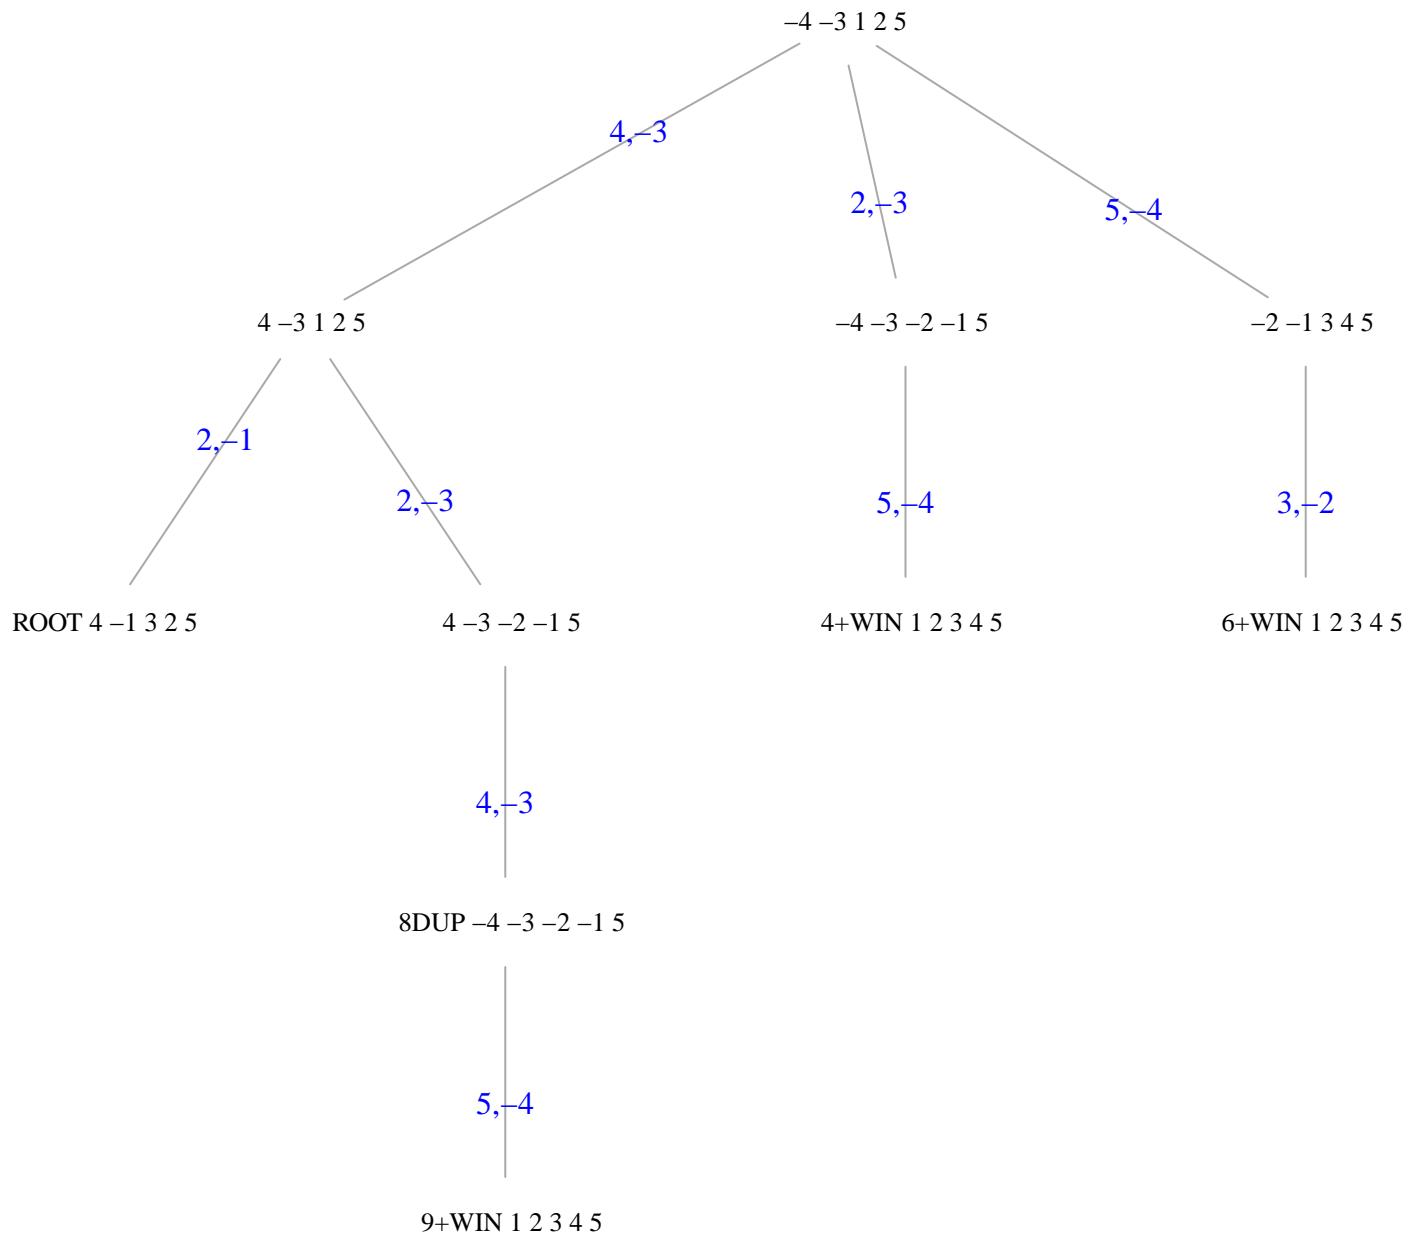 –4 –3 1 2 5
4,–3
2,–3
5,–4
4 –3 1 2 5
–4 –3 –2 –1 5
–2 –1 3 4 5
2,–1
2,–3
5,–4
3,–2
ROOT 4 –1 3 2 5
4 –3 –2 –1 5
4+WIN 1 2 3 4 5
6+WIN 1 2 3 4 5
4,–3
8DUP –4 –3 –2 –1 5
5,–4
9+WIN 1 2 3 4 5